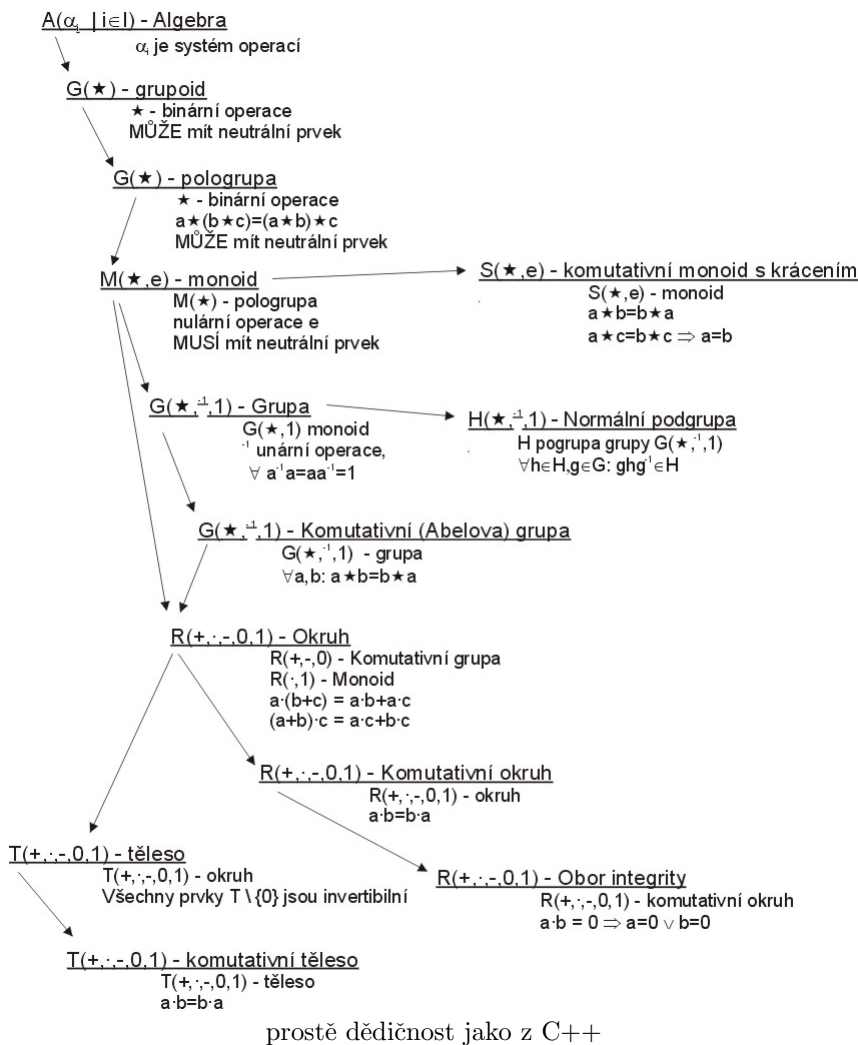 A(αᵢ | i∈I) - Algebra
αᵢ je systém operací
G(★) - grupoid
★ - binární operace
MŮŽE mít neutrální prvek
G(★) - pologrupa
★ - binární operace
a★(b★c)=(a★b)★c
MŮŽE mít neutrální prvek
M(★,e) - monoid
M(★) - pologrupa
nulární operace e
MUSÍ mít neutrální prvek
S(★,e) - komutativní monoid s krácením
S(★,e) - monoid
a★b=b★a
a★c=b★c ⇒ a=b
G(★,⁻¹,1) - Grupa
G(★,1) monoid
⁻¹ unární operace,
∀ a⁻¹a=aa⁻¹=1
H(★,⁻¹,1) - Normální podgrupa
H pogrupa grupy G(★,⁻¹,1)
∀h∈H,g∈G: ghg⁻¹∈H
G(★,⁻¹,1) - Komutativní (Abelova) grupa
G(★,⁻¹,1) - grupa
∀a,b: a★b=b★a
R(+,·,-,0,1) - Okruh
R(+,-,0) - Komutativní grupa
R(·,1) - Monoid
a·(b+c) = a·b+a·c
(a+b)·c = a·c+b·c
R(+,·,-,0,1) - Komutativní okruh
R(+,·,-,0,1) - okruh
a·b=b·a
T(+,·,-,0,1) - těleso
T(+,·,-,0,1) - okruh
Všechny prvky T \ {0} jsou invertibilní
R(+,·,-,0,1) - Obor integrity
R(+,·,-,0,1) - komutativní okruh
a·b = 0 ⇒ a=0 ∨ b=0
T(+,·,-,0,1) - komutativní těleso
T(+,·,-,0,1) - těleso
a·b=b·a
prostě dědičnost jako z C++